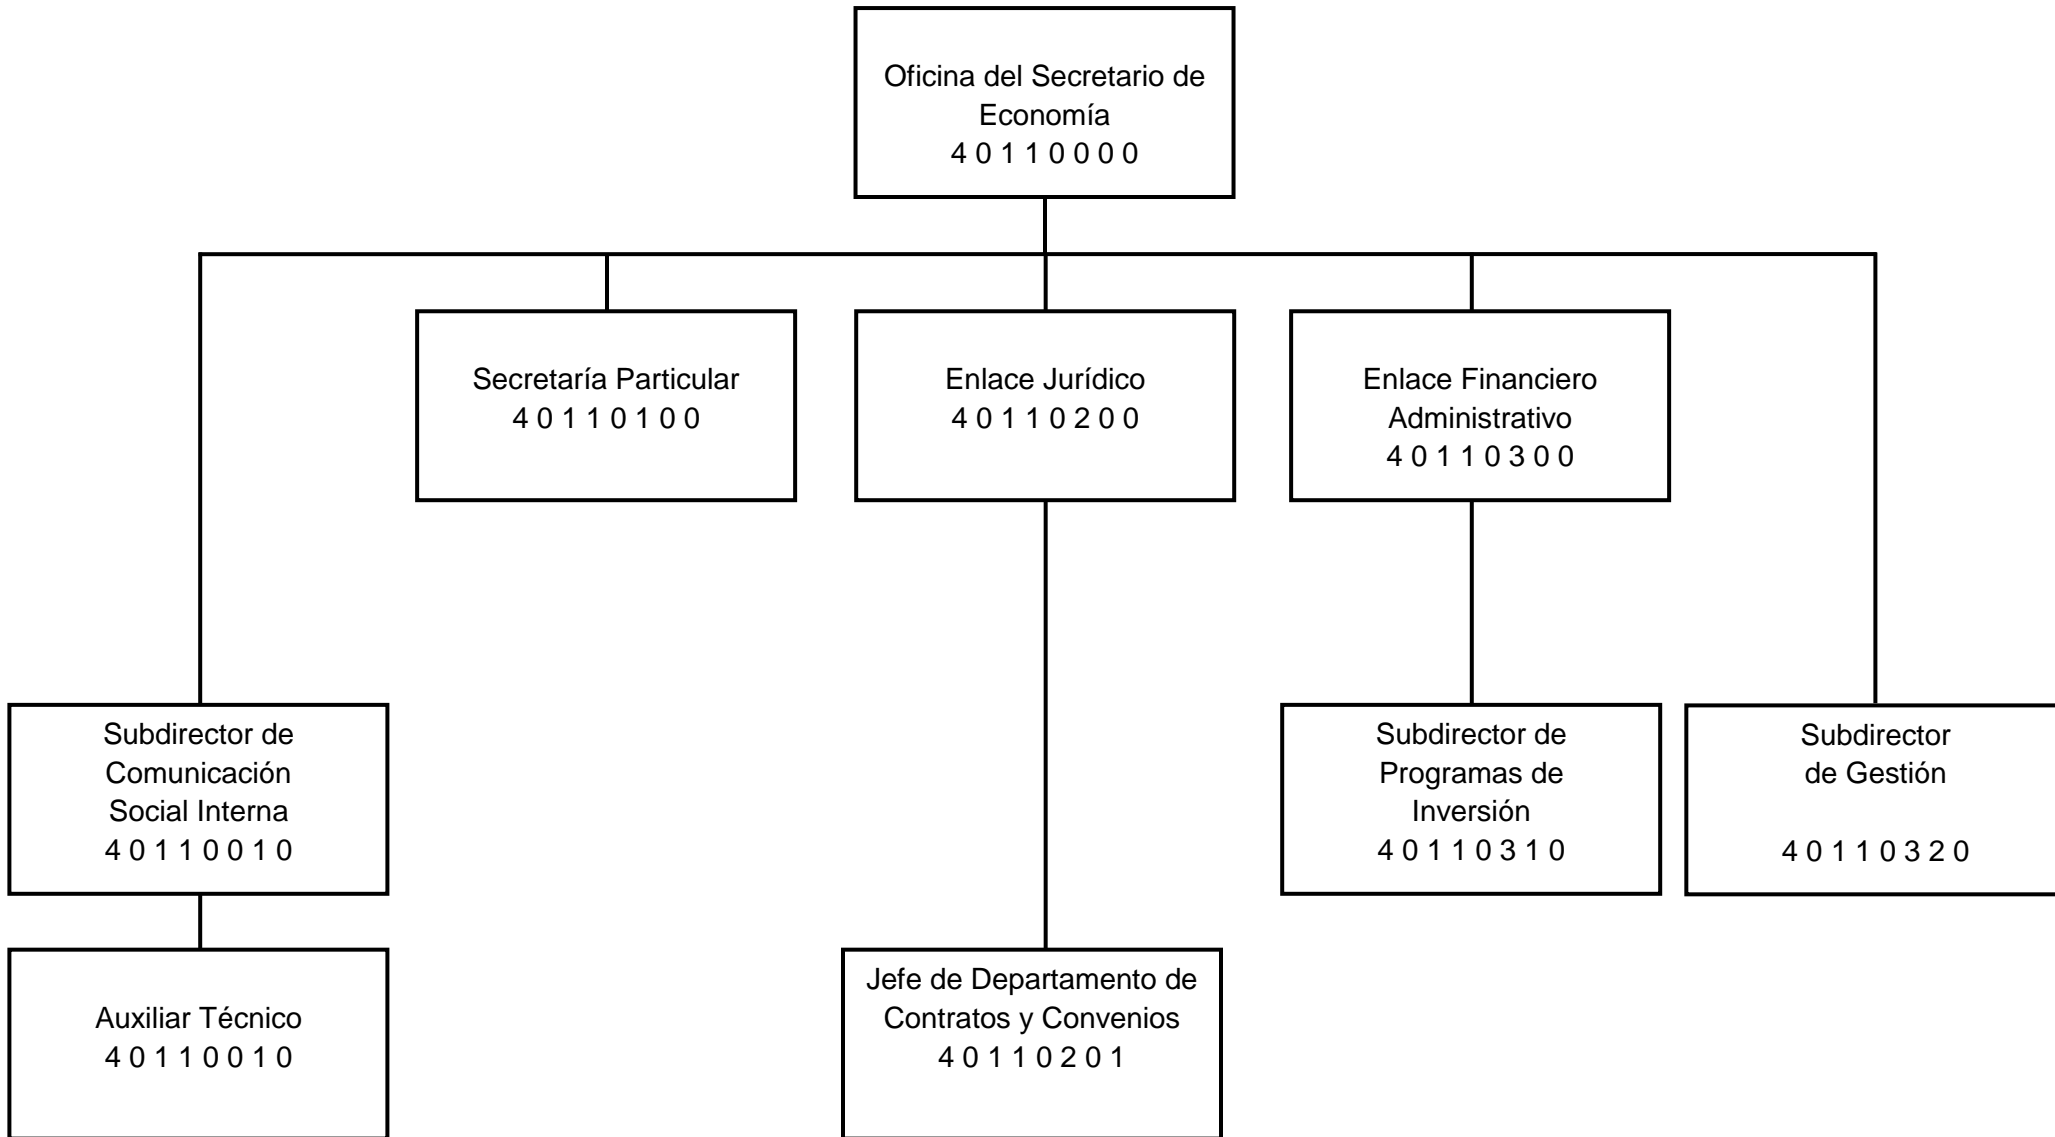 Oficina del Secretario de
Economía
4 0 1 1 0 0 0 0
Secretaría Particular
4 0 1 1 0 1 0 0
Enlace Jurídico
4 0 1 1 0 2 0 0
Enlace Financiero
Administrativo
4 0 1 1 0 3 0 0
Subdirector de
Comunicación
Social Interna
4 0 1 1 0 0 1 0
Subdirector de
Programas de
Inversión
4 0 1 1 0 3 1 0
Subdirector
de Gestión
4 0 1 1 0 3 2 0
Auxiliar Técnico
4 0 1 1 0 0 1 0
Jefe de Departamento de
Contratos y Convenios
4 0 1 1 0 2 0 1